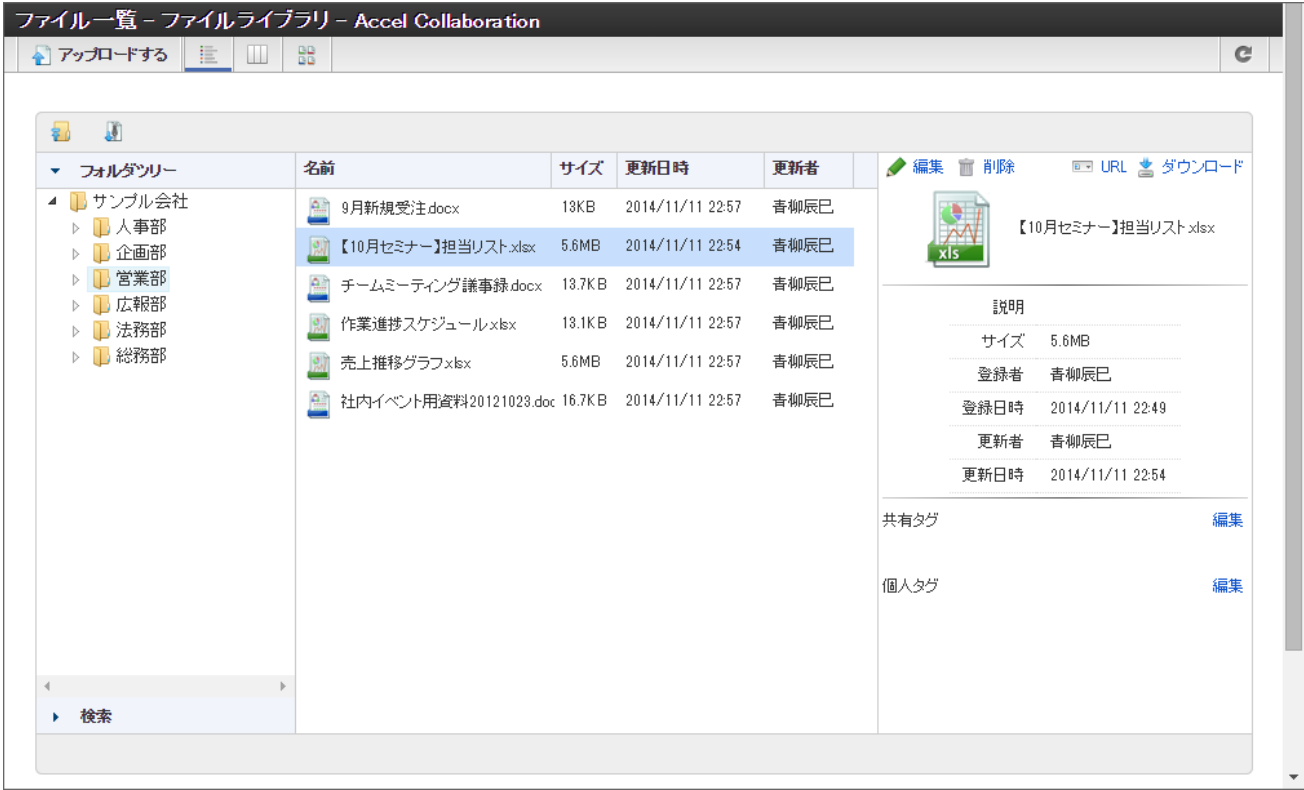 ファイル一覧 - ファイルライブラリ - Accel Collaboration
アップロードする
フォルダツリー
サンプル会社
人事部
企画部
営業部
広報部
法務部
総務部
検索
名前 サイズ 更新日時 更新者
9月新規受注.docx 13KB 2014/11/11 22:57 青柳辰巳
【10月セミナー】担当リスト.xlsx 5.6MB 2014/11/11 22:54 青柳辰巳
チームミーティング議事録.docx 13.7KB 2014/11/11 22:57 青柳辰巳
作業進捗スケジュール.xlsx 13.1KB 2014/11/11 22:57 青柳辰巳
売上推移グラフ.xlsx 5.6MB 2014/11/11 22:57 青柳辰巳
社内イベント用資料20121023.doc 16.7KB 2014/11/11 22:57 青柳辰巳
編集 削除 URL ダウンロード
xls
【10月セミナー】担当リスト.xlsx
説明
サイズ 5.6MB
登録者 青柳辰巳
登録日時 2014/11/11 22:49
更新者 青柳辰巳
更新日時 2014/11/11 22:54
共有タグ 編集
個人タグ 編集